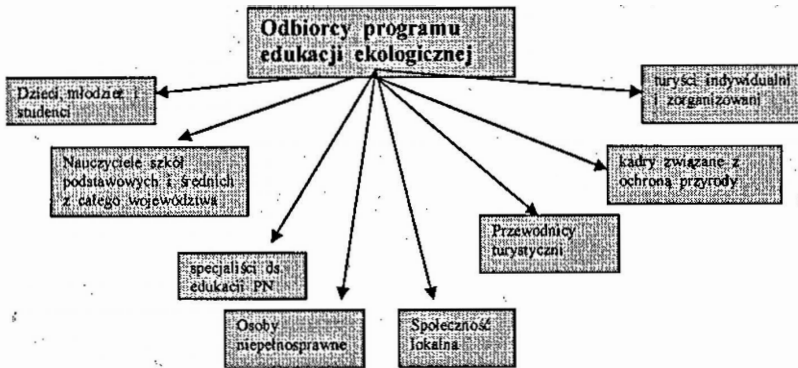 Odbiorcy programu
edukacji ekologicznej
Dzieci młodzież i
studenci
turyści indywidualni
i zorganizowani
Nauczyciele szkół
podstawowych i średnich
z całego województwa
kadry związane z
ochroną przyrody
Przewodnicy
turystyczni
specjaliści ds.
edukacji PN
Osoby
niepełnosprawne
Społeczność
lokalna